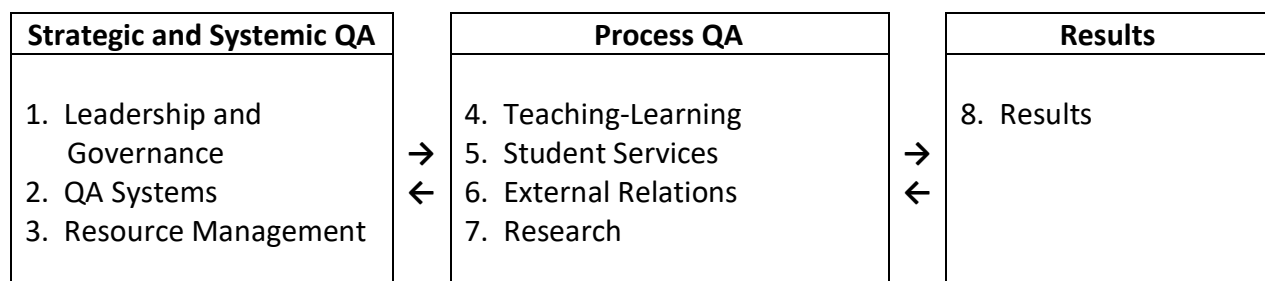 Strategic and Systemic QA
1. Leadership and
Governance
2. QA Systems
3. Resource Management
→
←
Process QA
4. Teaching-Learning
5. Student Services
6. External Relations
7. Research
→
←
Results
8. Results